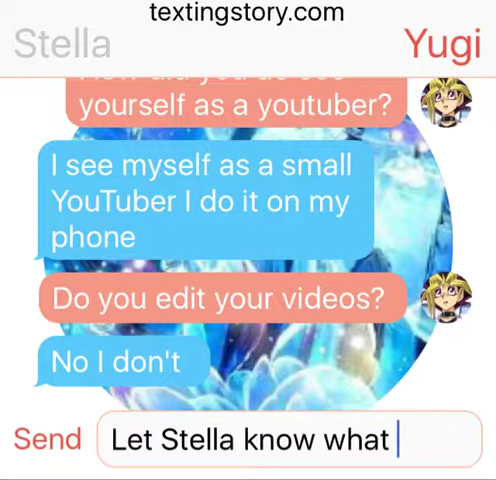 textingstory.com
Stella
Yugi
yourself as a youtuber?
I see myself as a small
YouTuber I do it on my
phone
Do you edit your videos?
No I don't
Send
Let Stella know what